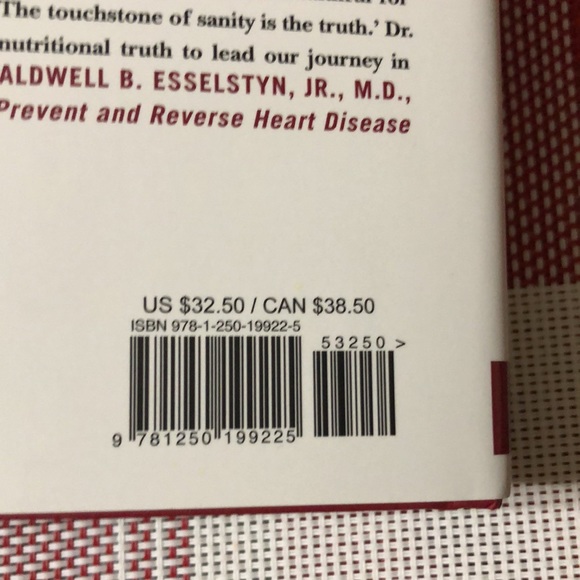 The touchstone of sanity is the truth.' Dr.
nutritional truth to lead our journey in
ALDWELL B. ESSELSTYN, JR., M.D.,
Prevent and Reverse Heart Disease
US $32.50 / CAN $38.50
ISBN 978-1-250-19922-5
53250 >
9 781250 199225